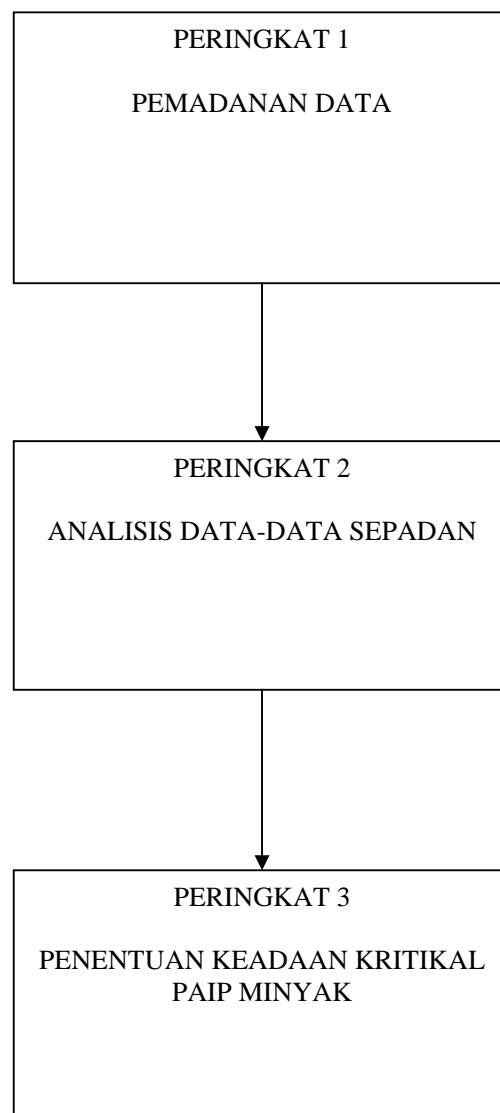 PERINGKAT 1
PEMADANAN DATA
PERINGKAT 2
ANALISIS DATA-DATA SEPADAN
PERINGKAT 3
PENENTUAN KEADAAN KRITIKAL
PAIP MINYAK